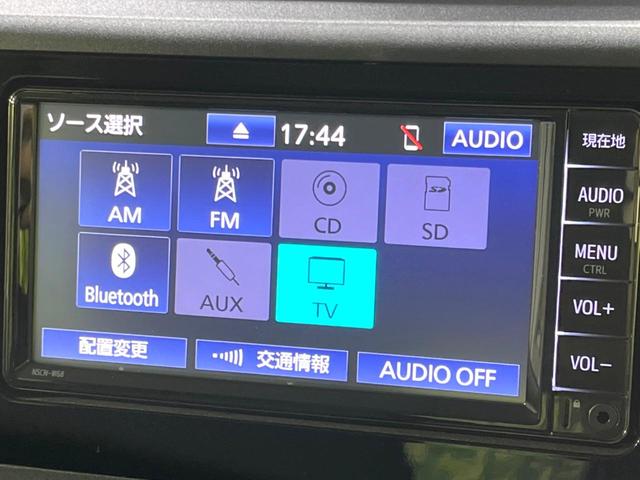 ソース選択 17:44 AUDIO
AM FM CD SD
Bluetooth AUX TV
配置変更 交通情報 AUDIO OFF
NSCN-W68
現在地
AUDIO
PWR
MENU
CTRL
VOL+
VOL−